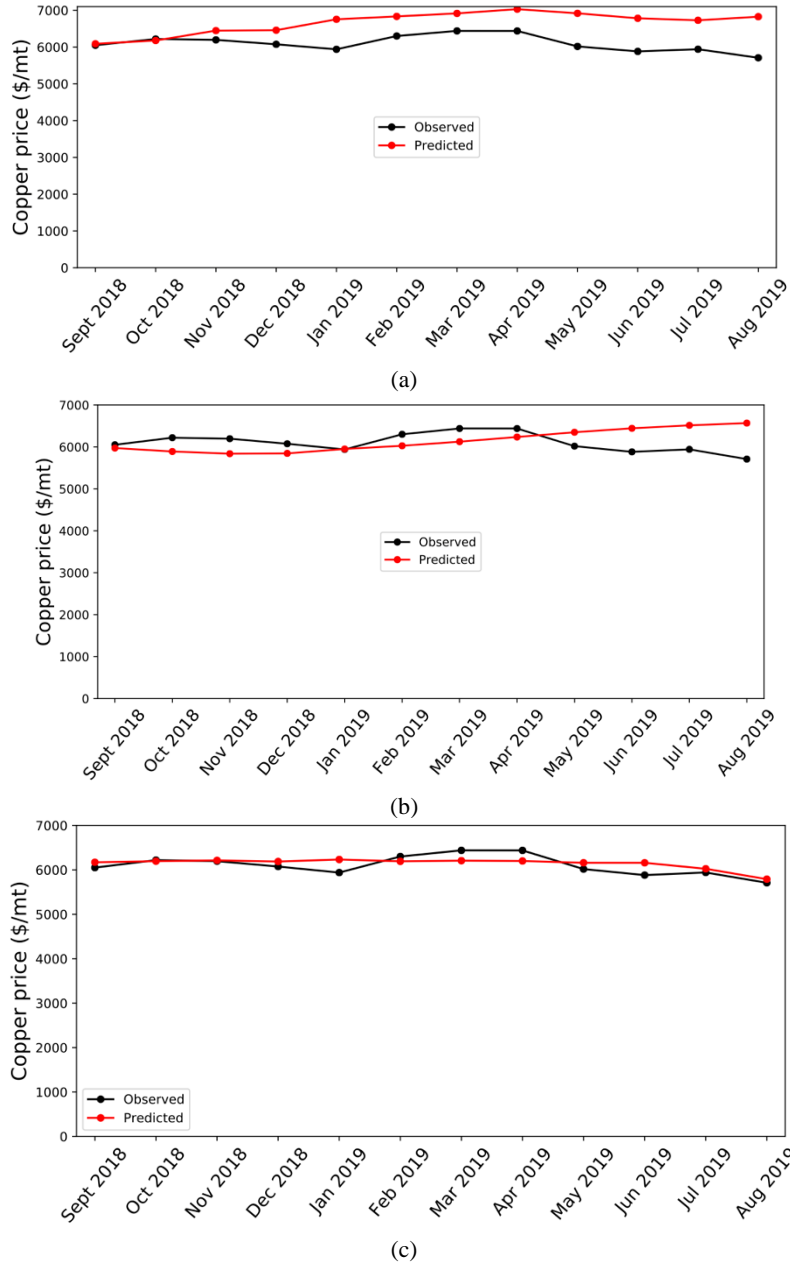 7000
6000
5000
4000
3000
2000
1000
0
Copper price ($/mt)
Observed
Predicted
Sept 2018
Oct 2018
Nov 2018
Dec 2018
Jan 2019
Feb 2019
Mar 2019
Apr 2019
May 2019
Jun 2019
Jul 2019
Aug 2019
(a)
7000
6000
5000
4000
3000
2000
1000
0
Copper price ($/mt)
Observed
Predicted
Sept 2018
Oct 2018
Nov 2018
Dec 2018
Jan 2019
Feb 2019
Mar 2019
Apr 2019
May 2019
Jun 2019
Jul 2019
Aug 2019
(b)
7000
6000
5000
4000
3000
2000
1000
0
Copper price ($/mt)
Observed
Predicted
Sept 2018
Oct 2018
Nov 2018
Dec 2018
Jan 2019
Feb 2019
Mar 2019
Apr 2019
May 2019
Jun 2019
Jul 2019
Aug 2019
(c)